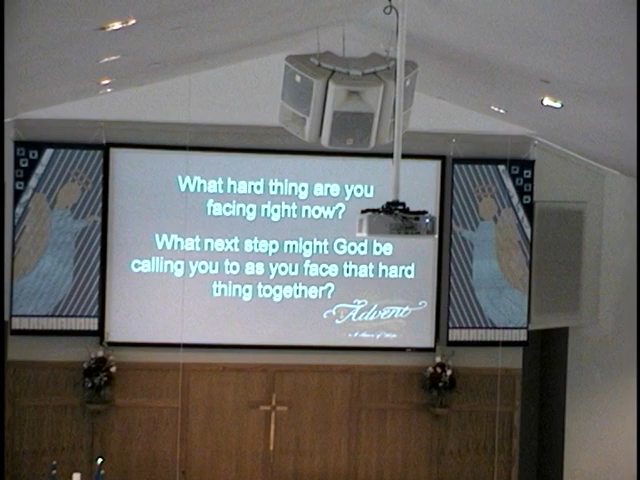 What hard thing are you
facing right now?
What next step might God be
calling you to as you face that hard
thing together?
Advent